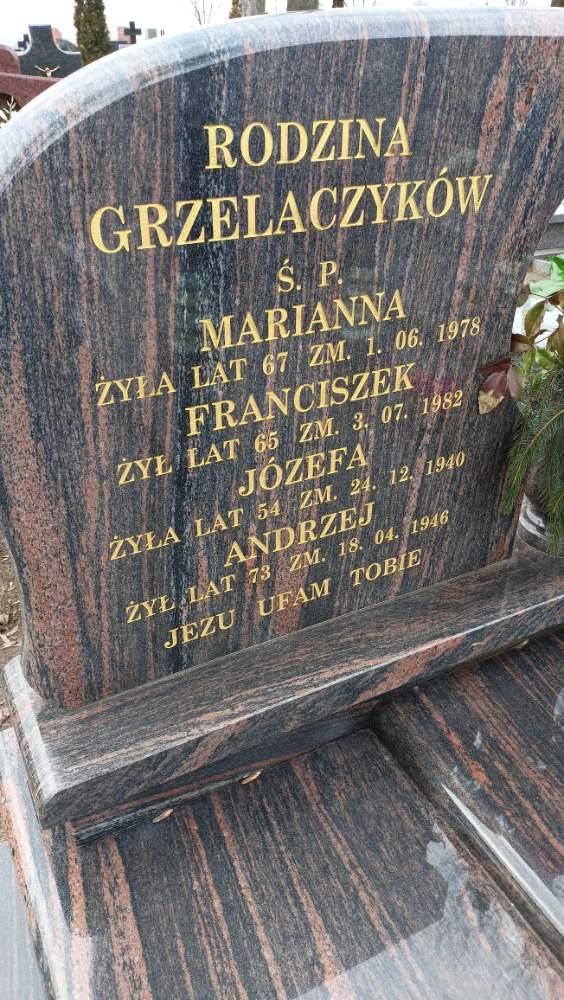 RODZINA
GRZELACZYKÓW
Ś. P.
MARIANNA
ŻYŁA LAT 67 ZM. 1. 06. 1978
FRANCISZEK
ŻYŁ LAT 65 ZM. 3. 07. 1982
JÓZEFA
ŻYŁA LAT 54 ZM. 24. 12. 1940
ANDRZEJ
ŻYŁ LAT 73 ZM. 18. 04. 1946
JEZU UFAM TOBIE